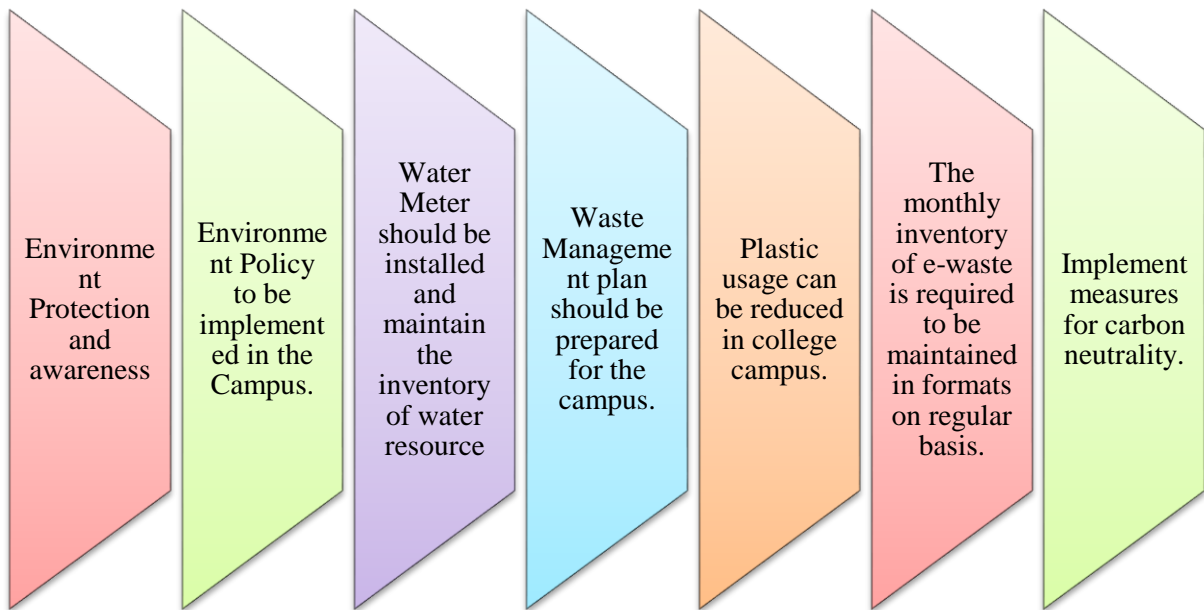 Environme
nt
Protection
and
awareness
Environme
nt Policy
to be
implement
ed in the
Campus.
Water
Meter
should be
installed
and
maintain
the
inventory
of water
resource
Waste
Manageme
nt plan
should be
prepared
for the
campus.
Plastic
usage can
be reduced
in college
campus.
The
monthly
inventory
of e-waste
is required
to be
maintained
in formats
on regular
basis.
Implement
measures
for carbon
neutrality.